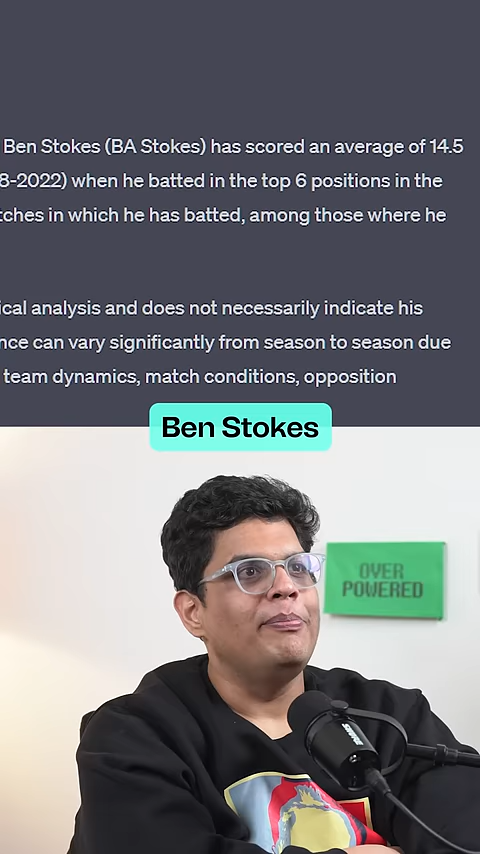 Ben Stokes (BA Stokes) has scored an average of 14.5
8-2022) when he batted in the top 6 positions in the
tches in which he has batted, among those where he
ical analysis and does not necessarily indicate his
nce can vary significantly from season to season due
team dynamics, match conditions, opposition
Ben Stokes
OVER
POWERED
SHURE